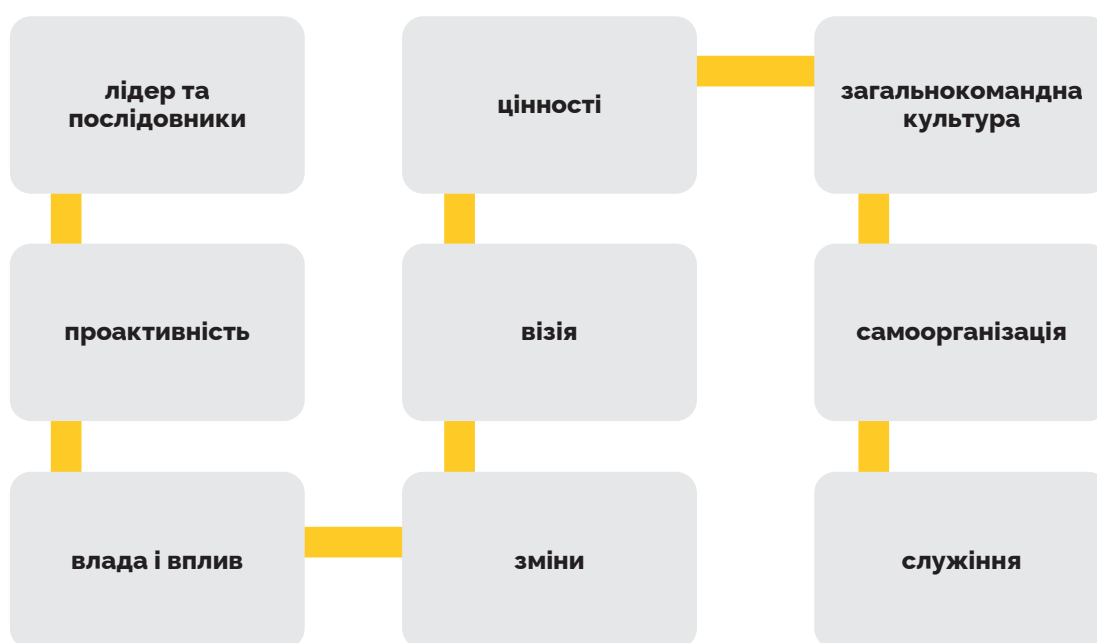 лідер та
послідовники
проактивність
влада і вплив
зміни
візія
цінності
загальнокомандна
культура
самоорганізація
служіння